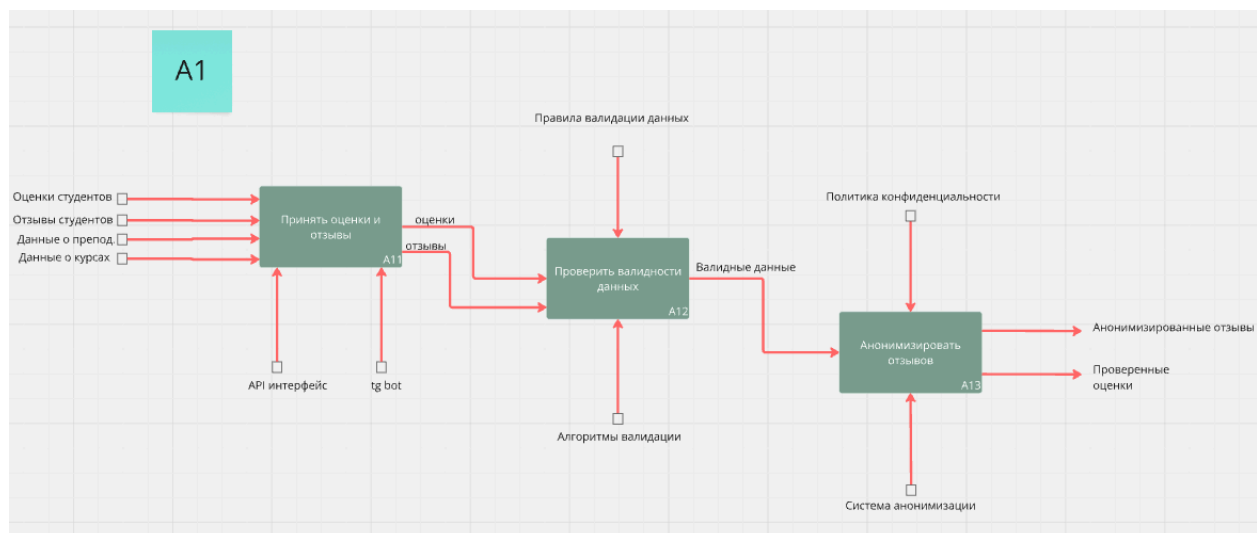 A1
Правила валидации данных
Оценки студентов
Отзывы студентов
Данные о препод.
Данные о курсах
Принять оценки и
отзывы
A11
оценки
отзывы
API интерфейс
tg bot
Проверить валидности
данных
A12
Алгоритмы валидации
Валидные данные
Политика конфиденциальности
Анонимизировать
отзывов
A13
Система анонимизации
Анонимизированные отзывы
Проверенные
оценки